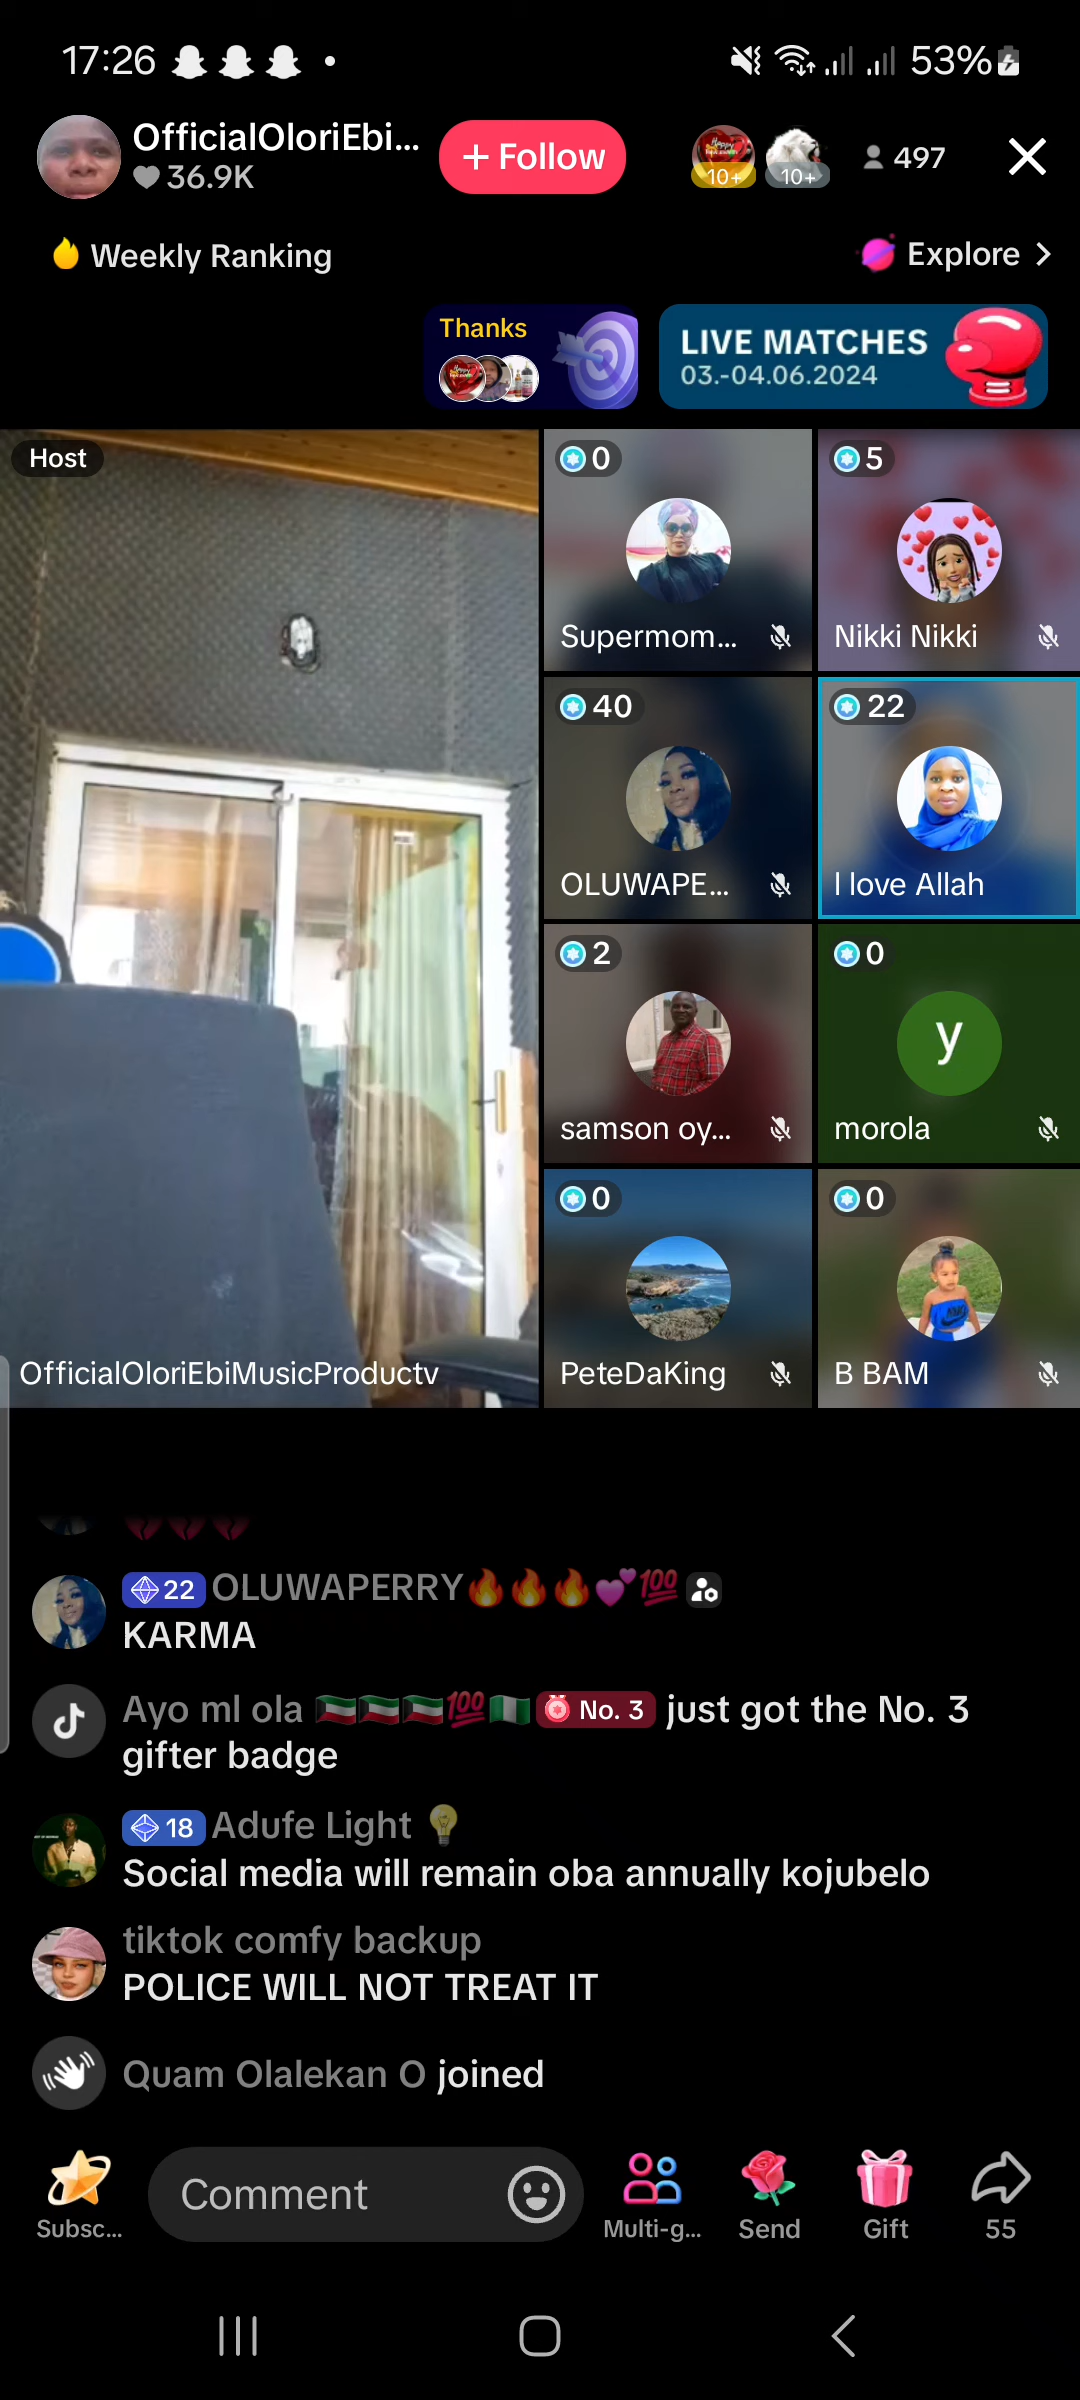 17:26
53%
OfficialOloriEbi...
36.9K
+ Follow
10+
10+
497
Weekly Ranking
Explore >
Thanks
LIVE MATCHES
03.-04.06.2024
Host
0
Supermom...
5
Nikki Nikki
40
OLUWAPE...
22
I love Allah
2
samson oy...
0
y
morola
0
PeteDaKing
0
B BAM
OfficialOloriEbiMusicProductv
22 OLUWAPERRY🔥🔥🔥💕💯
KARMA
Ayo ml ola 🇰🇼🇰🇼🇰🇼💯🇳🇬 No. 3 just got the No. 3
gifter badge
18 Adufe Light 💡
Social media will remain oba annually kojubelo
tiktok comfy backup
POLICE WILL NOT TREAT IT
Quam Olalekan O joined
Comment
Subsc...
Multi-g...
Send
Gift
55